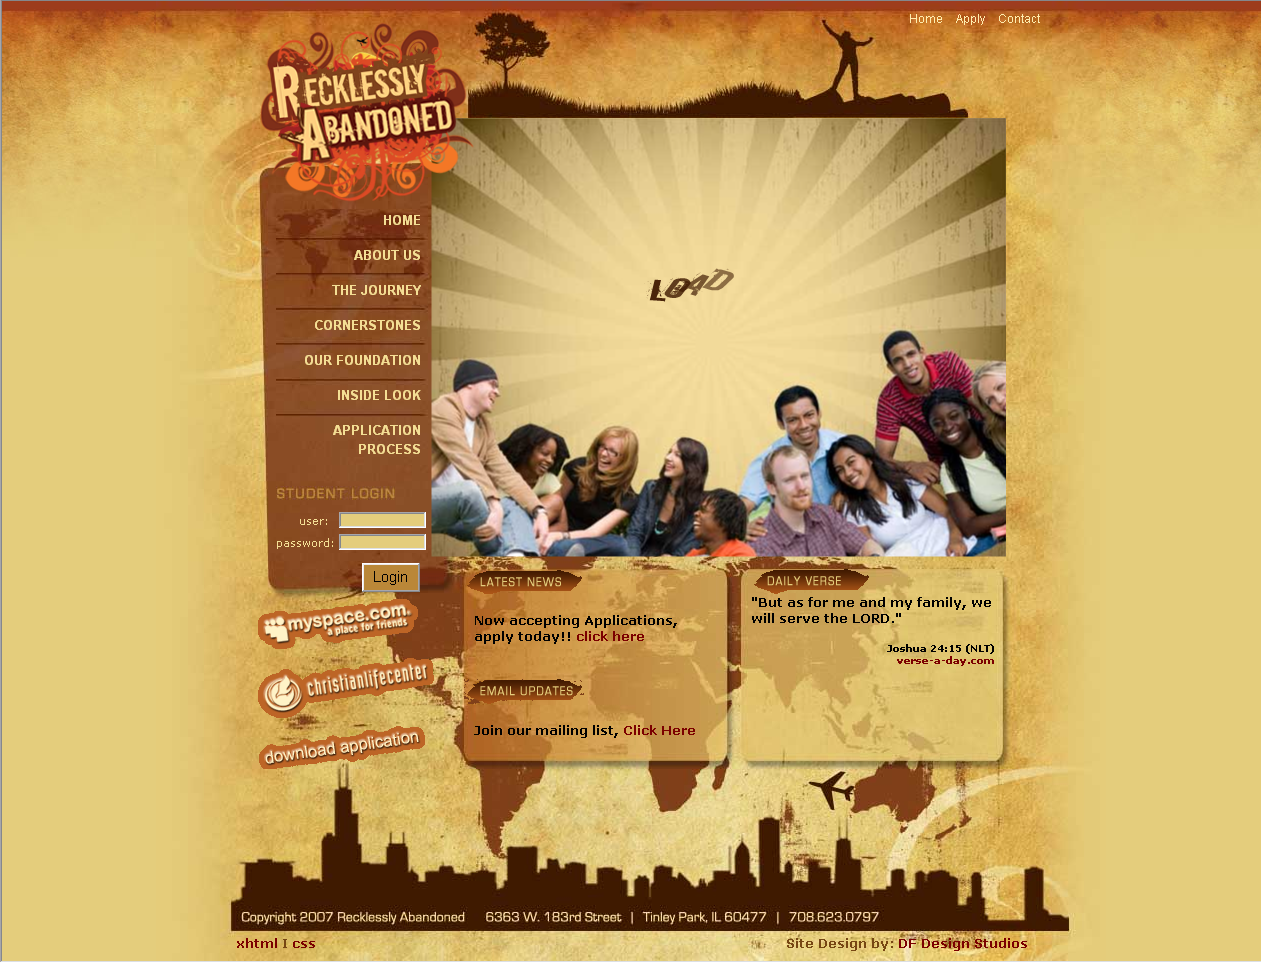 Home Apply Contact
RECKLESSLY
ABANDONED
HOME
ABOUT US
THE JOURNEY
CORNERSTONES
OUR FOUNDATION
INSIDE LOOK
APPLICATION
PROCESS
STUDENT LOGIN
user:
password:
Login
LOAD
myspace.com.
a place for friends
christianlifecenter
download application
LATEST NEWS
Now accepting Applications,
apply today!! click here
EMAIL UPDATES
Join our mailing list, Click Here
DAILY VERSE
"But as for me and my family, we
will serve the LORD."
Joshua 24:15 (NLT)
verse-a-day.com
Copyright 2007 Recklessly Abandoned 6363 W. 183rd Street | Tinley Park, IL 60477 | 708.623.0797
xhtml I css
Site Design by: DF Design Studios